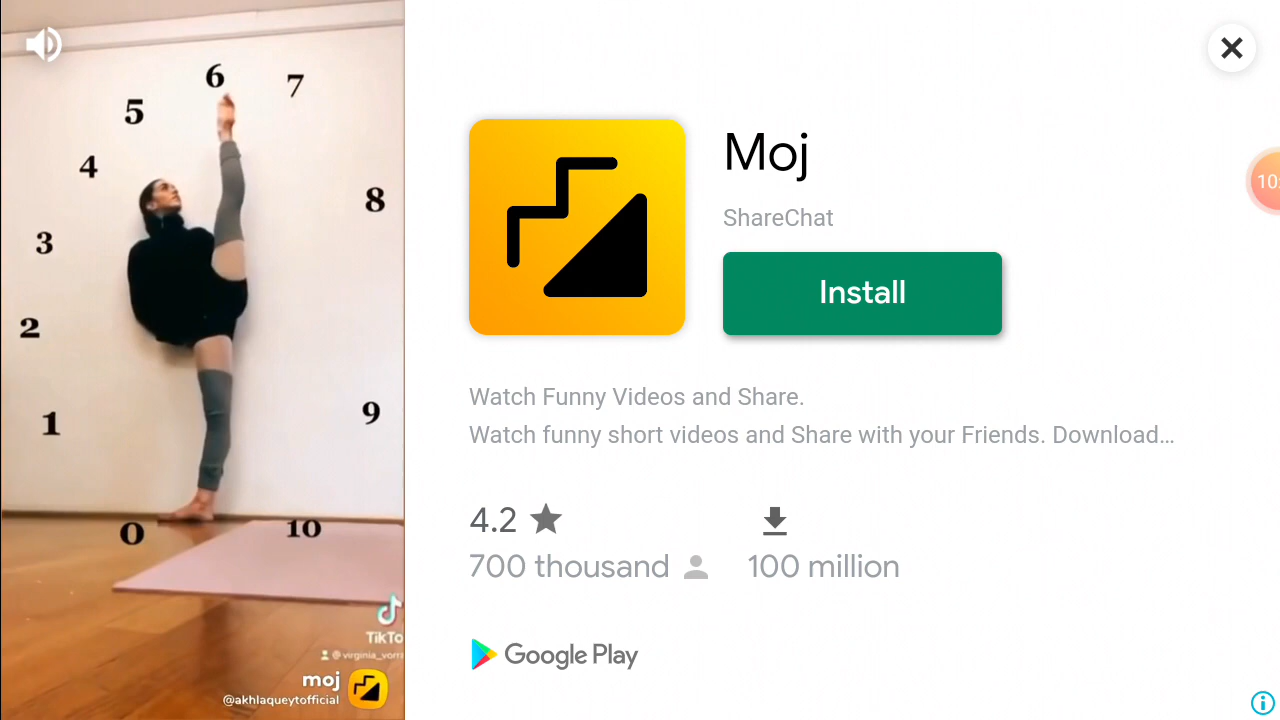 6
7
5
4
8
3
2
1
9
0
10
TikTo
@virginia_vorra
moj
@akhlaqueytofficial
Moj
ShareChat
Install
Watch Funny Videos and Share.
Watch funny short videos and Share with your Friends. Download...
4.2
700 thousand
100 million
Google Play
10